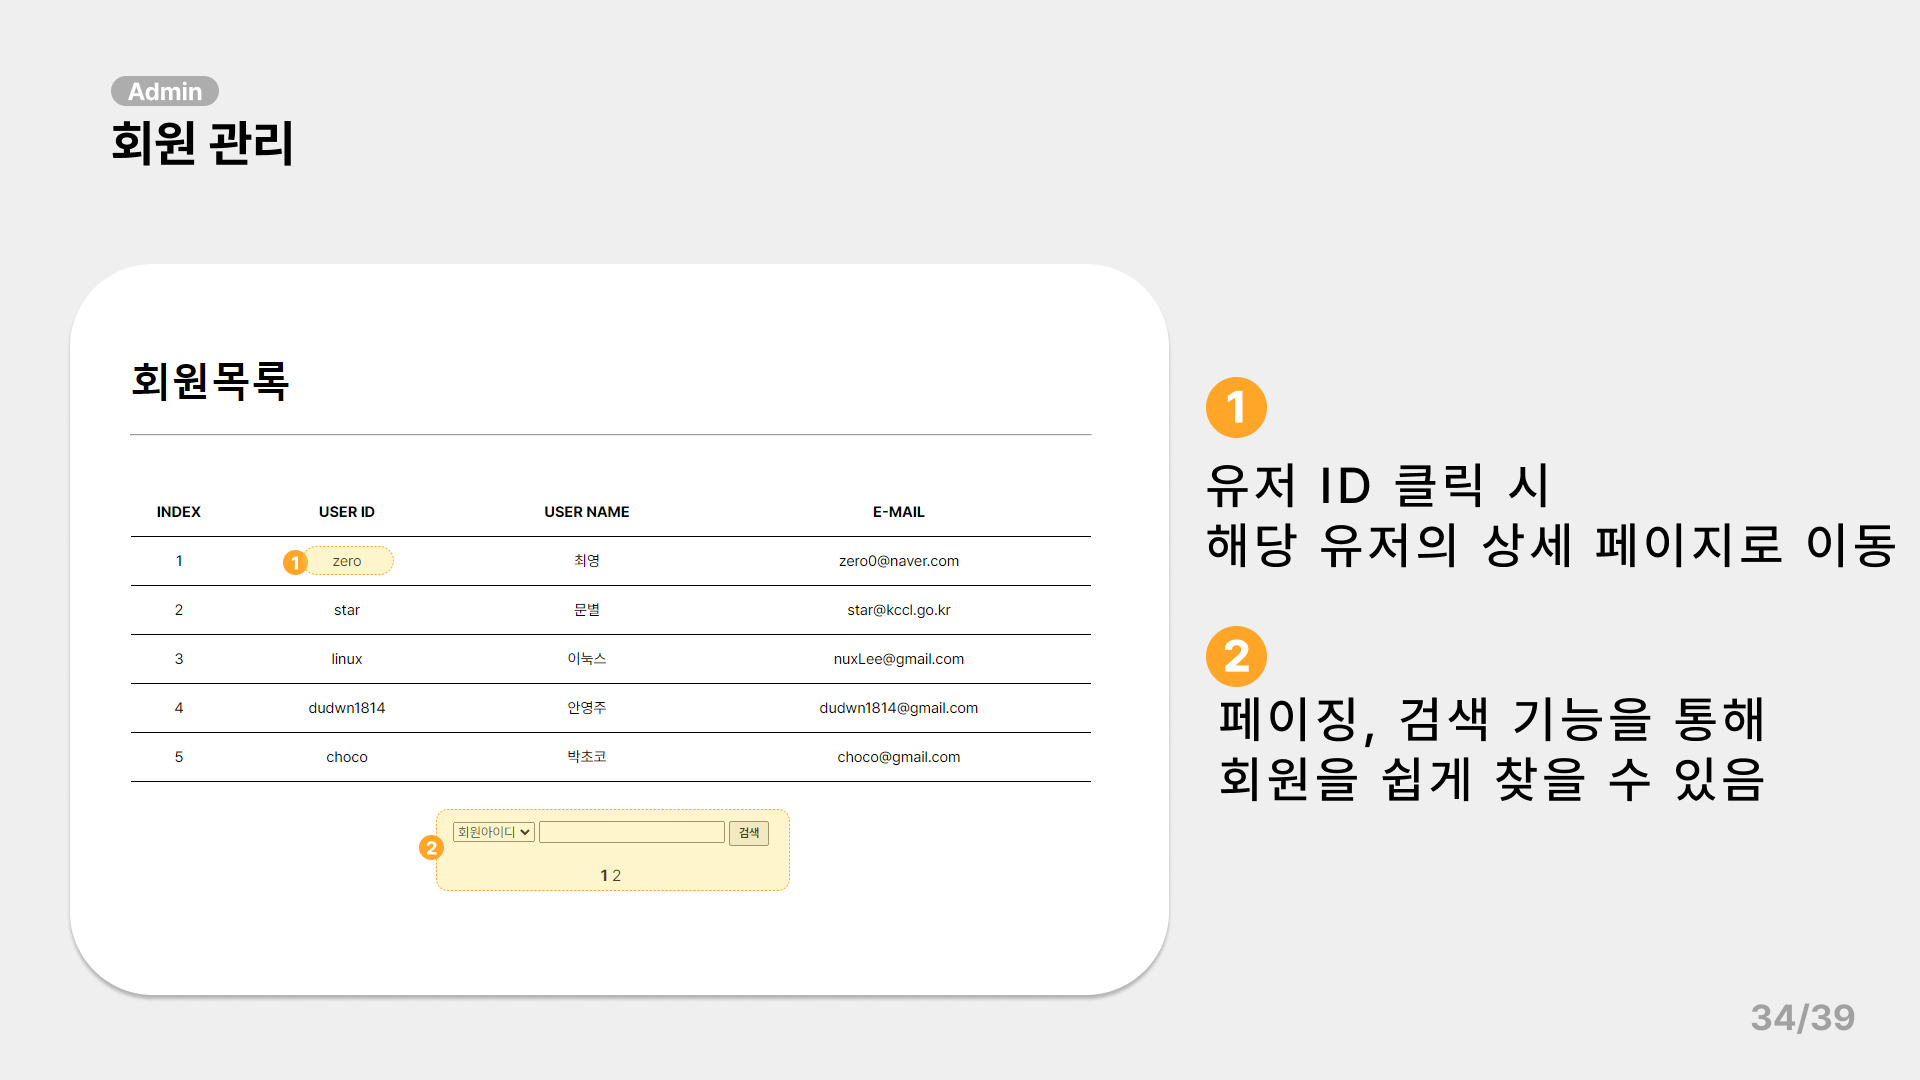 Admin
회원 관리
회원목록
INDEX USER ID USER NAME E-MAIL
1 1 zero 최영 zero0@naver.com
2 star 문별 star@kccl.go.kr
3 linux 이눅스 nuxLee@gmail.com
4 dudwn1814 안영주 dudwn1814@gmail.com
5 choco 박초코 choco@gmail.com
2 회원아이디 검색
1 2
1
유저 ID 클릭 시
해당 유저의 상세 페이지로 이동
2
페이징, 검색 기능을 통해
회원을 쉽게 찾을 수 있음
34/39